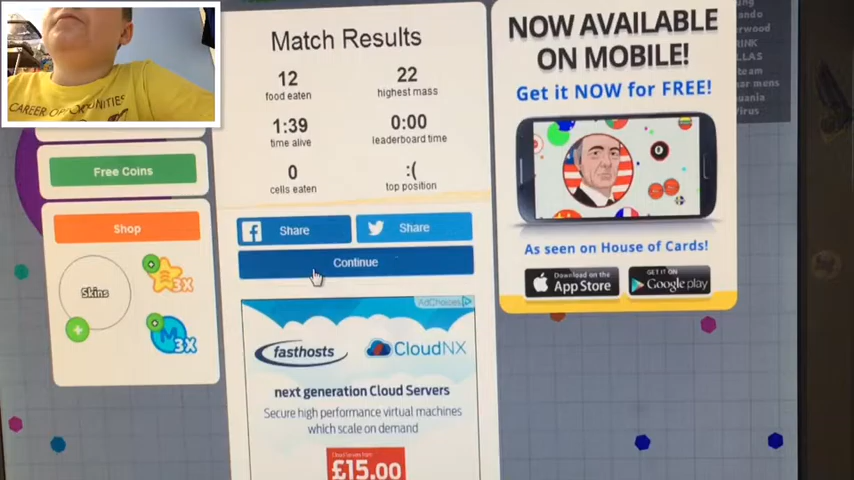 CAREER OPPORTUNITIES
Free Coins
Shop
Skins
3X
M
3X
Match Results
12
food eaten
22
highest mass
1:39
time alive
0:00
leaderboard time
0
cells eaten
:(
top position
Share
Share
Continue
AdChoices
fasthosts
CloudNX
next generation Cloud Servers
Secure high performance virtual machines
which scale on demand
£15.00
NOW AVAILABLE
ON MOBILE!
Get it NOW for FREE!
As seen on House of Cards!
Download on the
App Store
GET IT ON
Google play